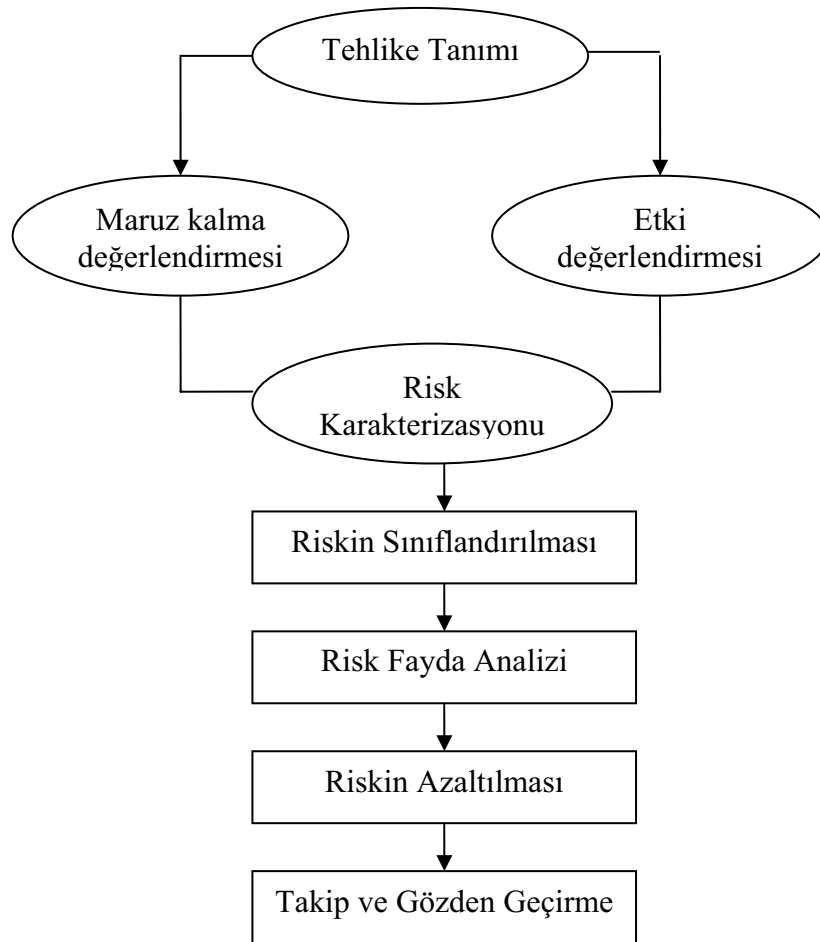 Tehlike Tanımı
Maruz kalma
değerlendirmesi
Etki
değerlendirmesi
Risk
Karakterizasyonu
Riskin Sınıflandırılması
Risk Fayda Analizi
Riskin Azaltılması
Takip ve Gözden Geçirme